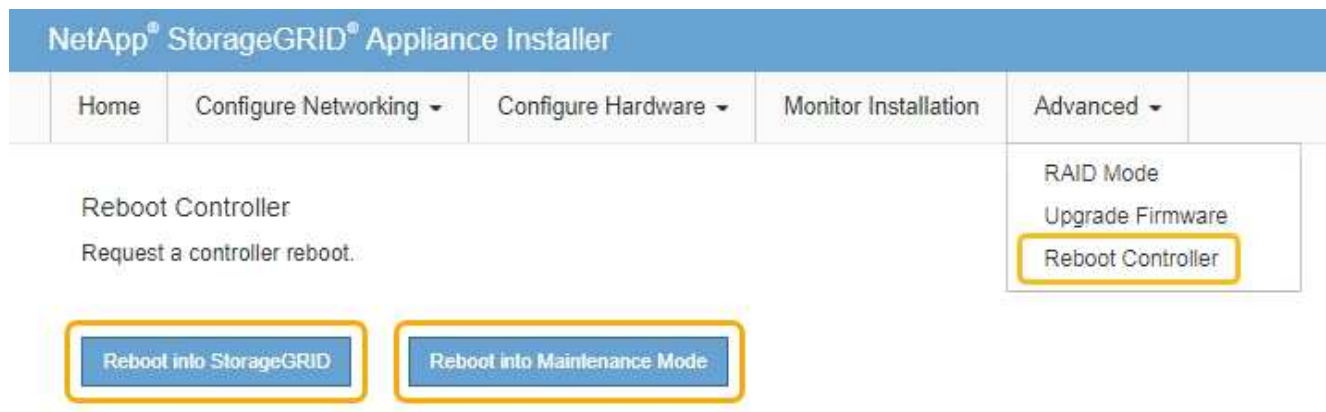 NetApp® StorageGRID® Appliance Installer
Home Configure Networking Configure Hardware Monitor Installation Advanced
RAID Mode
Upgrade Firmware
Reboot Controller
Reboot Controller
Request a controller reboot.
Reboot into StorageGRID Reboot into Maintenance Mode